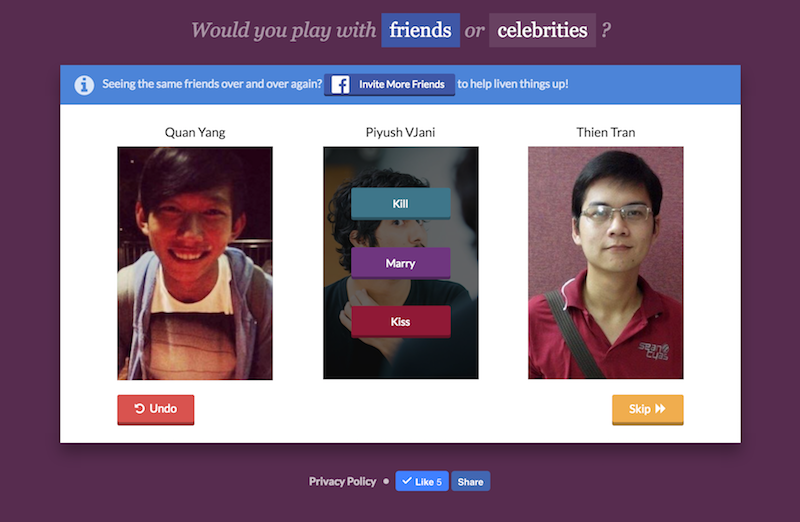 Would you play with friends or celebrities ?
Seeing the same friends over and over again? Invite More Friends to help liven things up!
Quan Yang
Piyush VJani
Thien Tran
Kill
Marry
Kiss
Undo
Skip
Privacy Policy • Like 5 Share